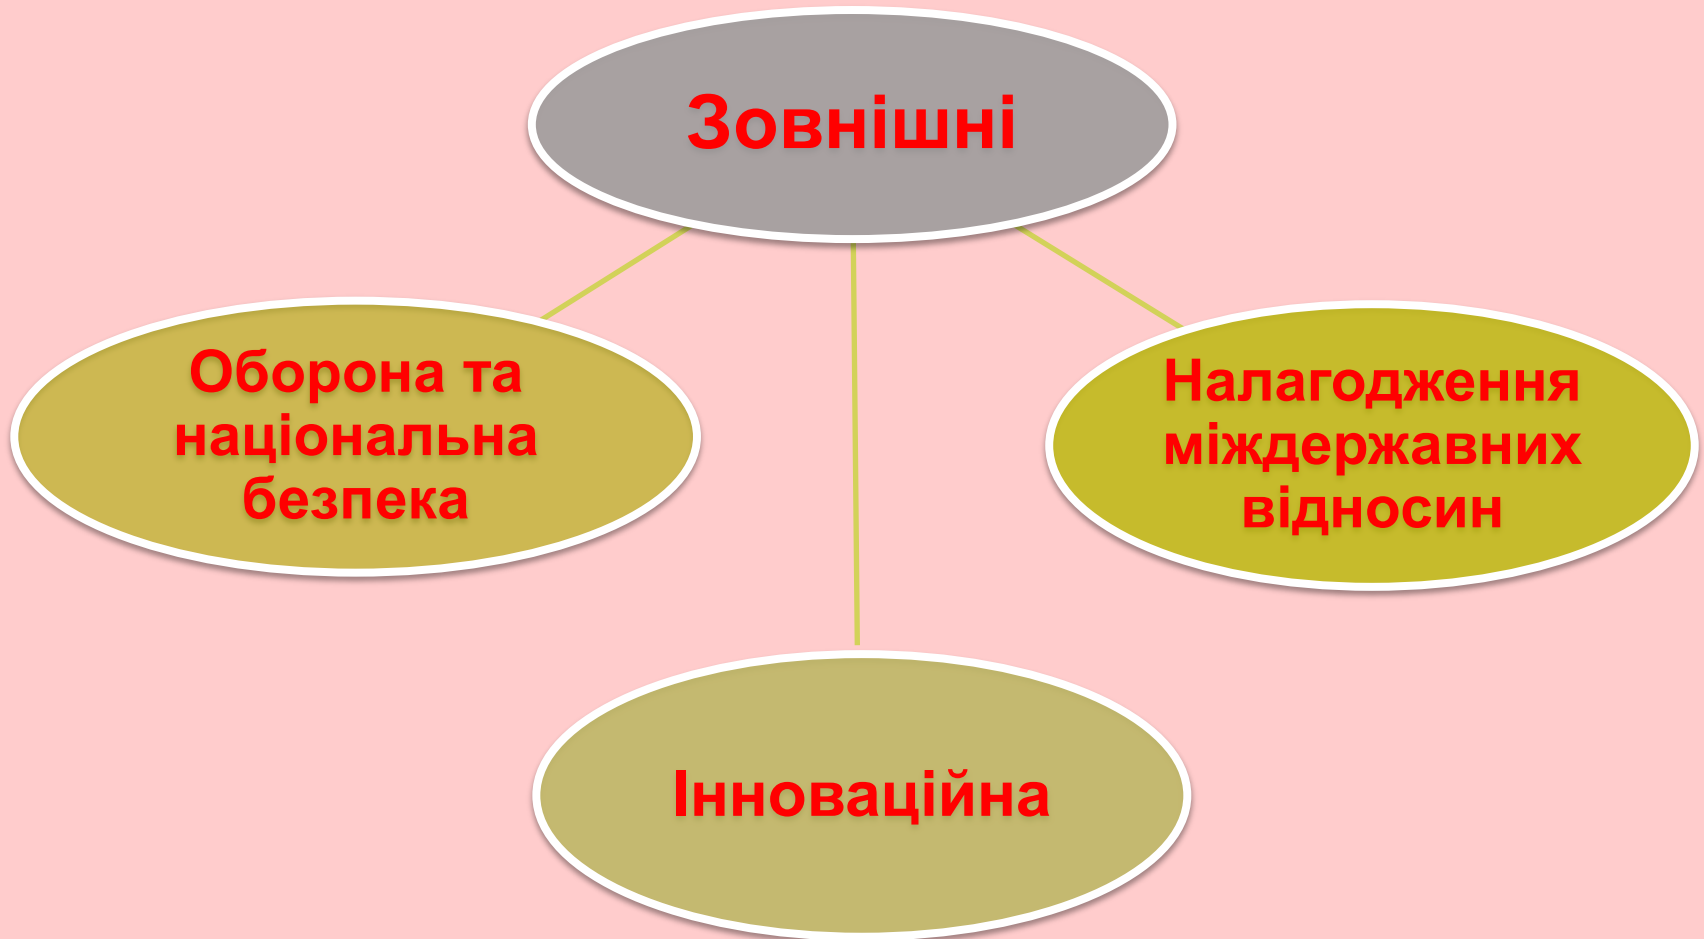 Зовнішні
Оборона та
національна
безпека
Налагодження
міждержавних
відносин
Інноваційна